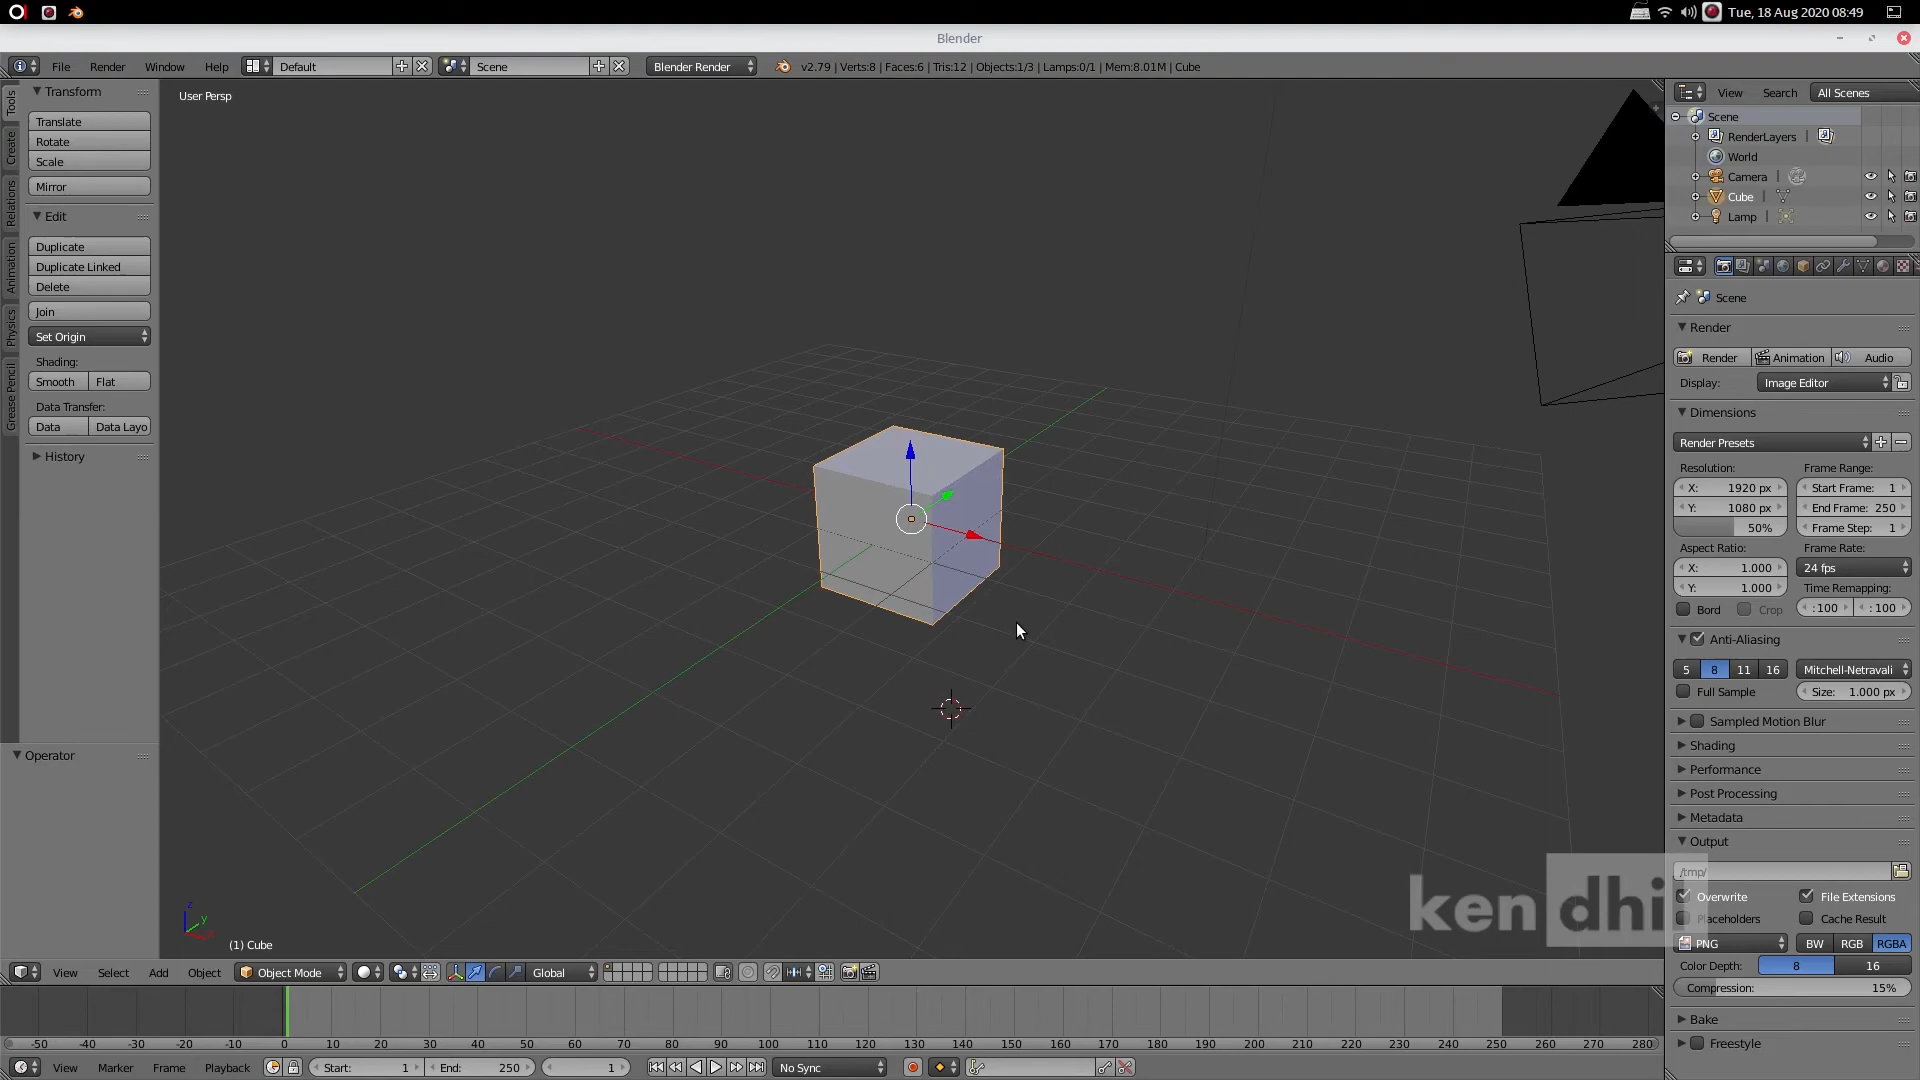 Tue, 18 Aug 2020 08:49
Blender
File Render Window Help Default Scene Blender Render v2.79 | Verts:8 | Faces:6 | Tris:12 | Objects:1/3 | Lamps:0/1 | Mem:8.01M | Cube
Tools
Create
Relations
Animation
Physics
Grease Pencil
Transform
Translate
Rotate
Scale
Mirror
Edit
Duplicate
Duplicate Linked
Delete
Join
Set Origin
Shading:
Smooth Flat
Data Transfer:
Data Data Layo
History
Operator
User Persp
z
y
(1) Cube
View Search All Scenes
Scene
RenderLayers
World
Camera
Cube
Lamp
Scene
Render
Render Animation Audio
Display: Image Editor
Dimensions
Render Presets
Resolution: Frame Range:
X: 1920 px Start Frame: 1
Y: 1080 px End Frame: 250
50% Frame Step: 1
Aspect Ratio: Frame Rate:
X: 1.000 24 fps
Y: 1.000 Time Remapping:
Bord Crop :100 :100
Anti-Aliasing
5 8 11 16 Mitchell-Netravali
Full Sample Size: 1.000 px
Sampled Motion Blur
Shading
Performance
Post Processing
Metadata
Output
/tmp/
Overwrite File Extensions
Placeholders Cache Result
PNG BW RGB RGBA
Color Depth: 8 16
Compression: 15%
Bake
Freestyle
ken dhi
View Select Add Object Object Mode Global
-50 -40 -30 -20 -10 0 10 20 30 40 50 60 70 80 90 100 110 120 130 140 150 160 170 180 190 200 210 220 230 240 250 260 270 280
View Marker Frame Playback Start: 1 End: 250 1 No Sync